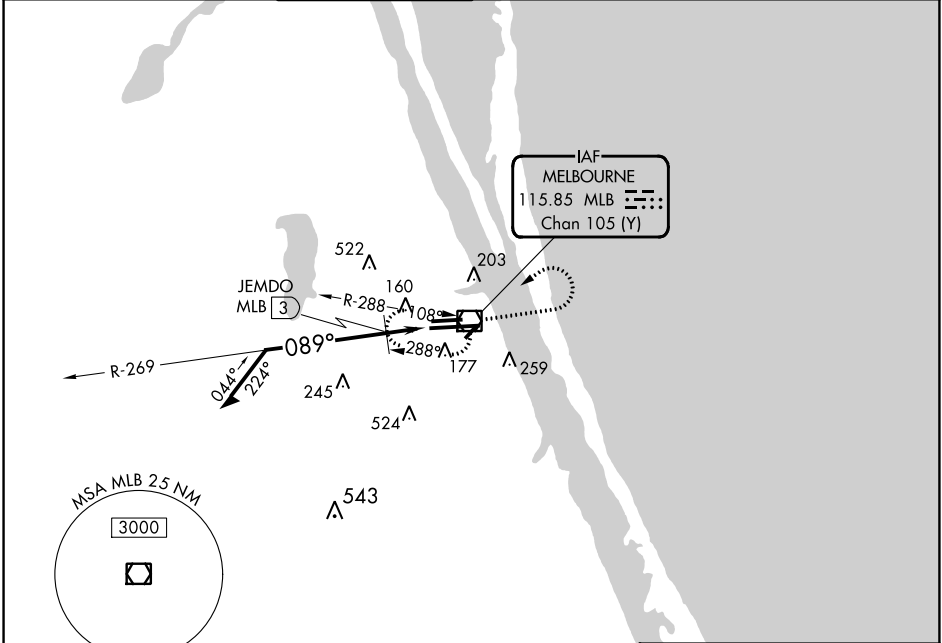 IAF
MELBOURNE
115.85 MLB
Chan 105 (Y)
522
203
JEMDO
MLB 3
160
R-288
108°
089°
288°
R-269
177
259
044°
224°
245
524
MSA MLB 25 NM
543
3000